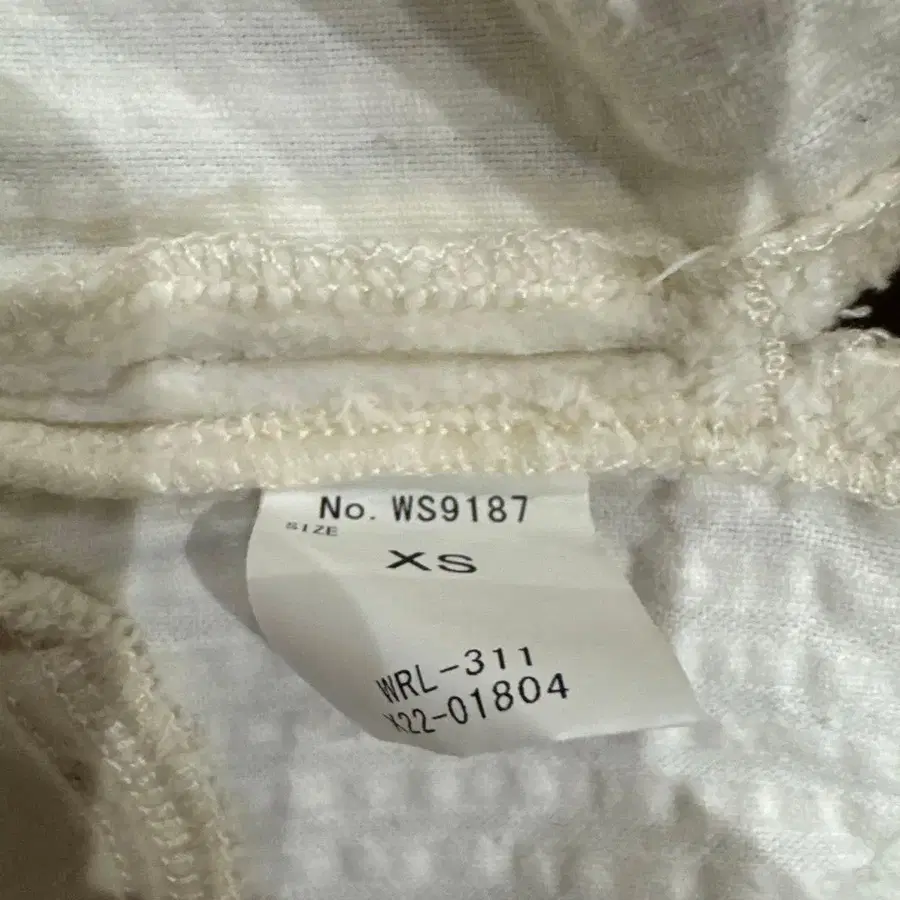 No. WS9187
SIZE
XS
WRL-311
X22-01804